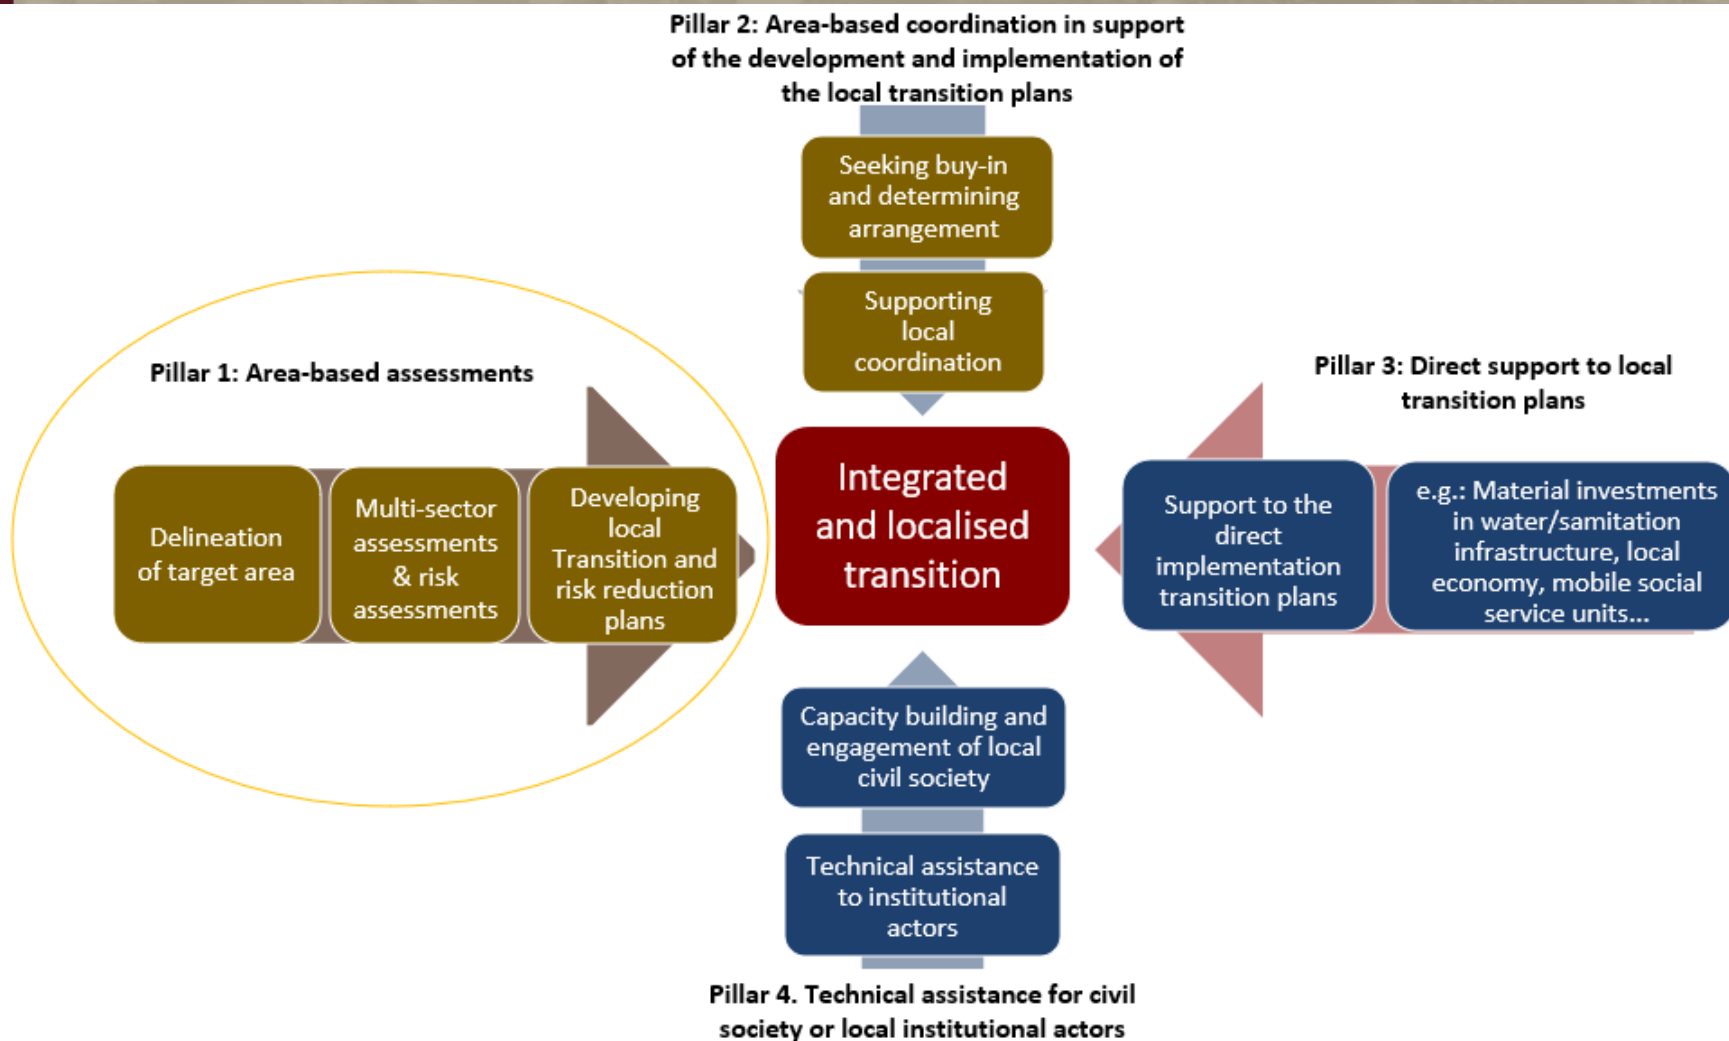 Pillar 2: Area-based coordination in support
of the development and implementation of
the local transition plans
Seeking buy-in
and determining
arrangement
Supporting
local
coordination
Pillar 1: Area-based assessments
Delineation
of target area
Multi-sector
assessments
& risk
assessments
Developing
local
Transition and
risk reduction
plans
Integrated
and localised
transition
Pillar 3: Direct support to local
transition plans
Support to the
direct
implementation
transition plans
e.g.: Material investments
in water/samitation
infrastructure, local
economy, mobile social
service units...
Capacity building and
engagement of local
civil society
Technical assistance
to institutional
actors
Pillar 4. Technical assistance for civil
society or local institutional actors